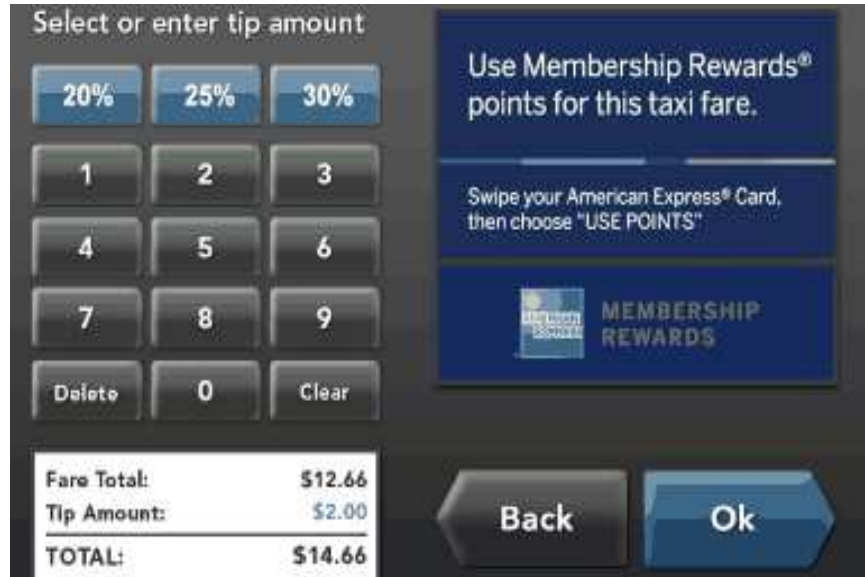 Select or enter tip amount
20% 25% 30%
1 2 3
4 5 6
7 8 9
Delete 0 Clear
Fare Total: $12.66
Tip Amount: $2.00
TOTAL: $14.66
Use Membership Rewards®
points for this taxi fare.
Swipe your American Express® Card,
then choose "USE POINTS"
AMERICAN
EXPRESS
MEMBERSHIP
REWARDS
Back Ok